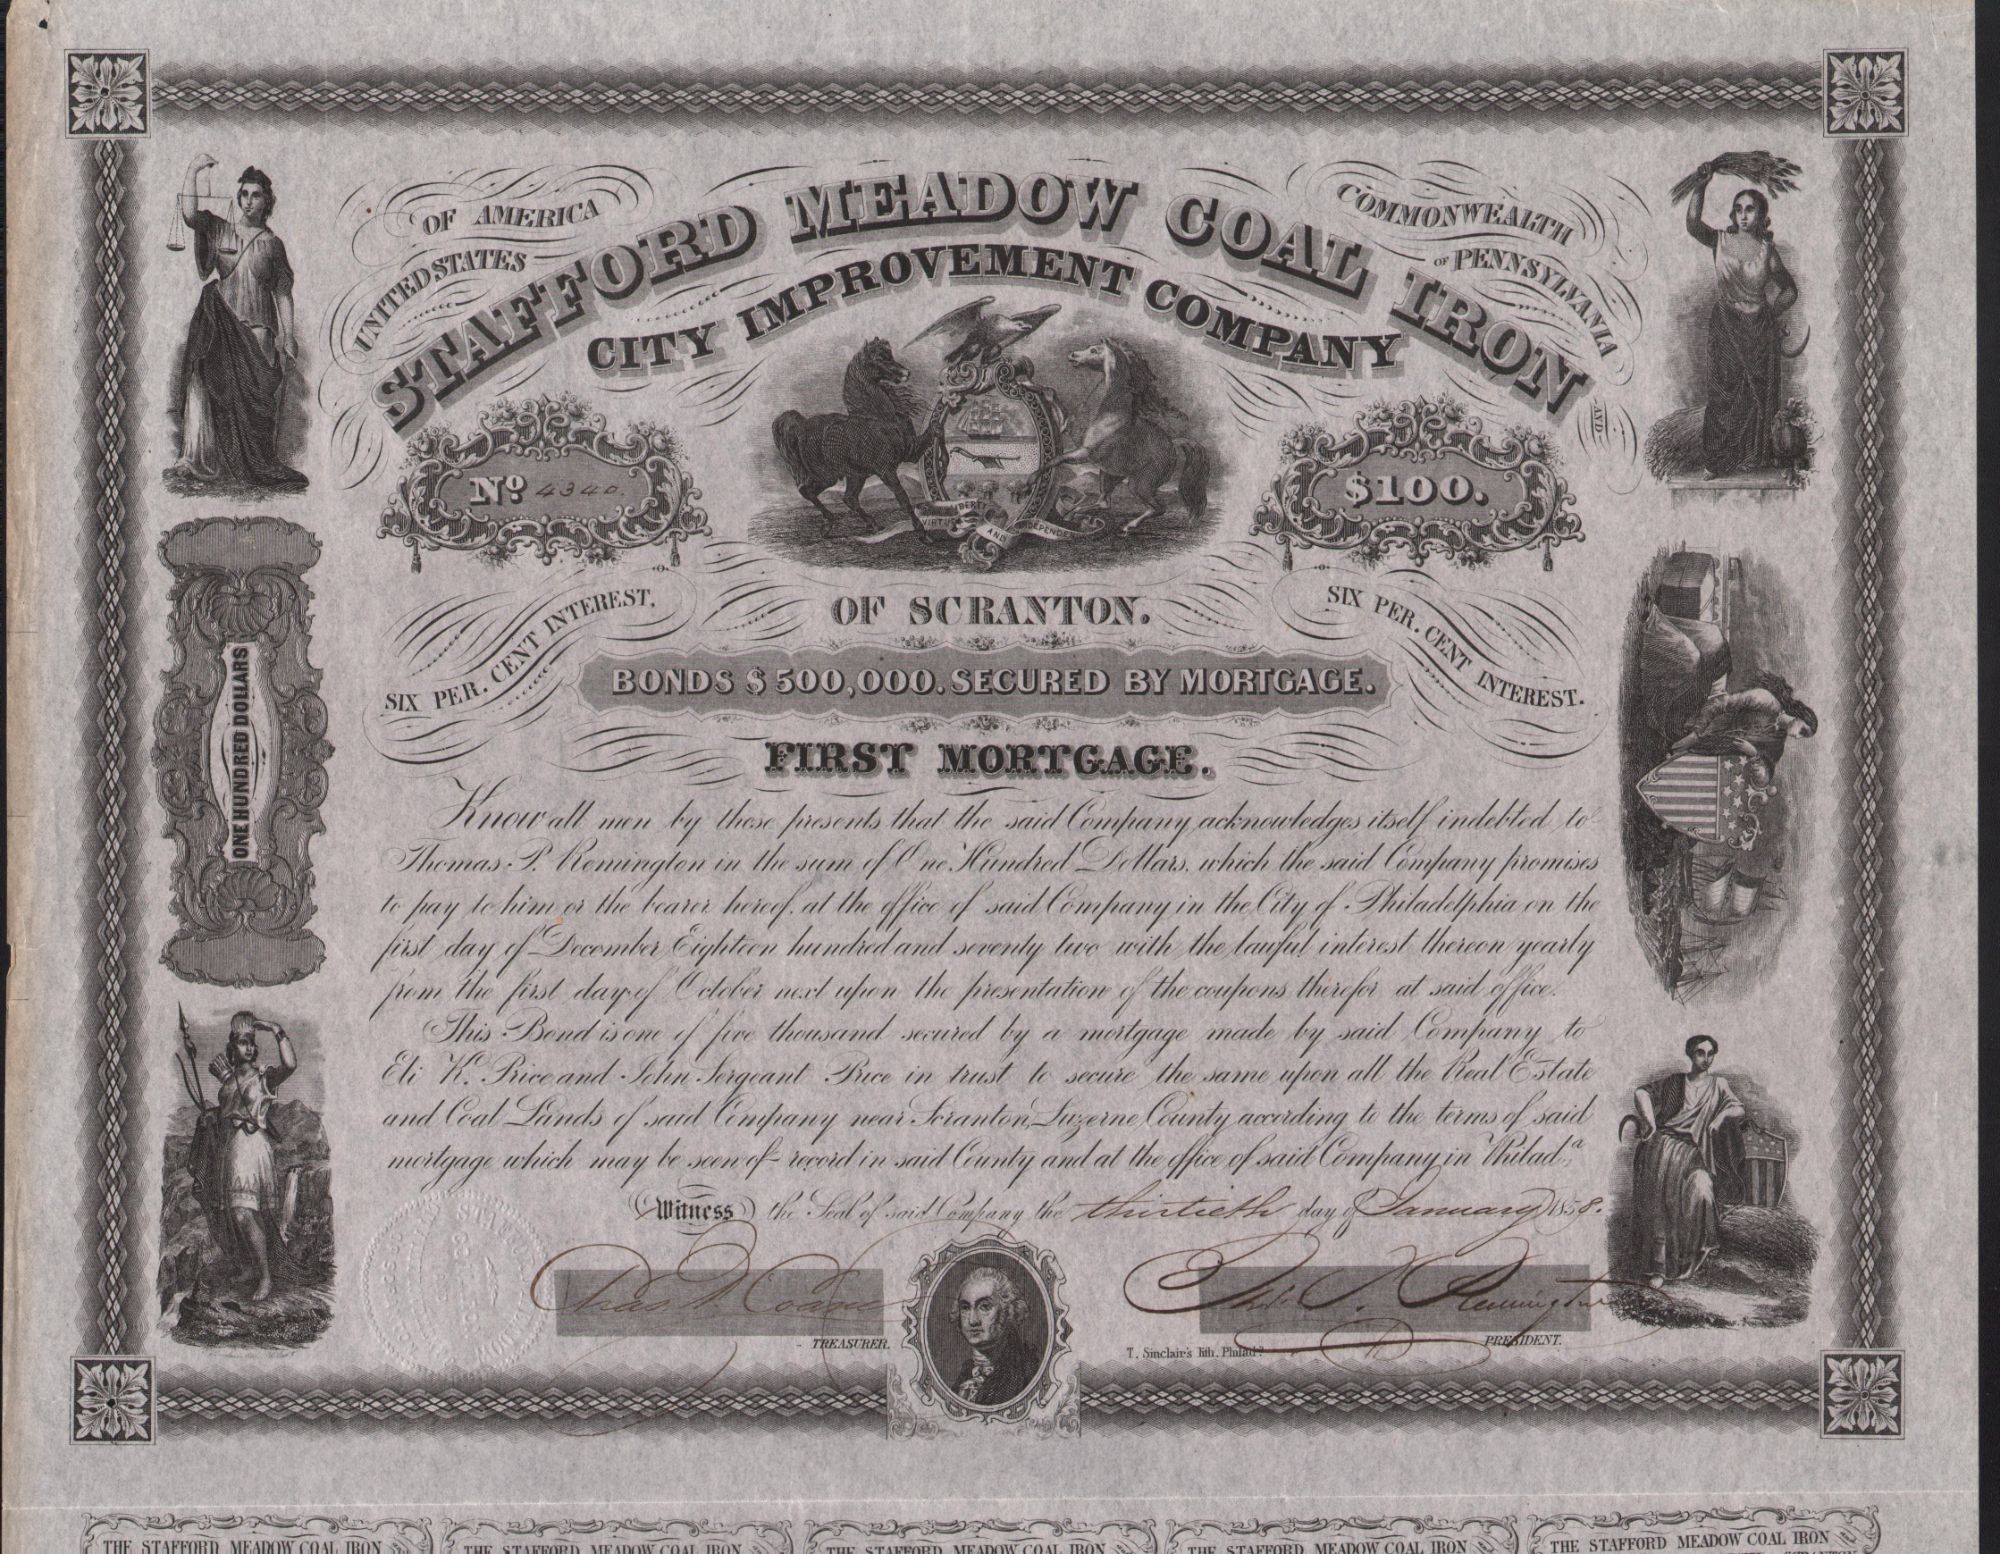 UNITED STATES
OF AMERICA
COMMONWEALTH
OF PENNSYLVANIA
STAFFORD MEADOW COAL IRON
AND
CITY IMPROVEMENT COMPANY
No 4340.
$100.
VIRTUE LIBERTY AND INDEPENDENCE
SIX PER. CENT INTEREST.
OF SCRANTON.
SIX PER. CENT INTEREST.
BONDS $500,000. SECURED BY MORTGAGE.
FIRST MORTGAGE.
ONE HUNDRED DOLLARS
Know all men by these presents that the said Company acknowledges itself indebted to
Thomas P. Remington in the sum of One Hundred Dollars, which the said Company promises
to pay to him or the bearer hereof, at the office of said Company in the City of Philadelphia on the
first day of December Eighteen hundred and seventy two with the lawful interest thereon yearly
from the first day of October next upon the presentation of the coupons therefor at said office.
This Bond is one of five thousand secured by a mortgage made by said Company to
Eli K. Price and John Sergeant Price in trust to secure the same upon all the Real Estate
and Coal Lands of said Company near Scranton, Luzerne County according to the terms of said
mortgage which may be seen of record in said County and at the office of said Company in Philada.
Witness the Seal of said Company the thirtieth day of January 1858.
TREASURER.
Thos. P. Remington
PRESIDENT.
T. Sinclair's lith. Philada.
THE STAFFORD MEADOW COAL IRON
THE STAFFORD MEADOW COAL IRON
THE STAFFORD MEADOW COAL IRON
THE STAFFORD MEADOW COAL IRON
THE STAFFORD MEADOW COAL IRON